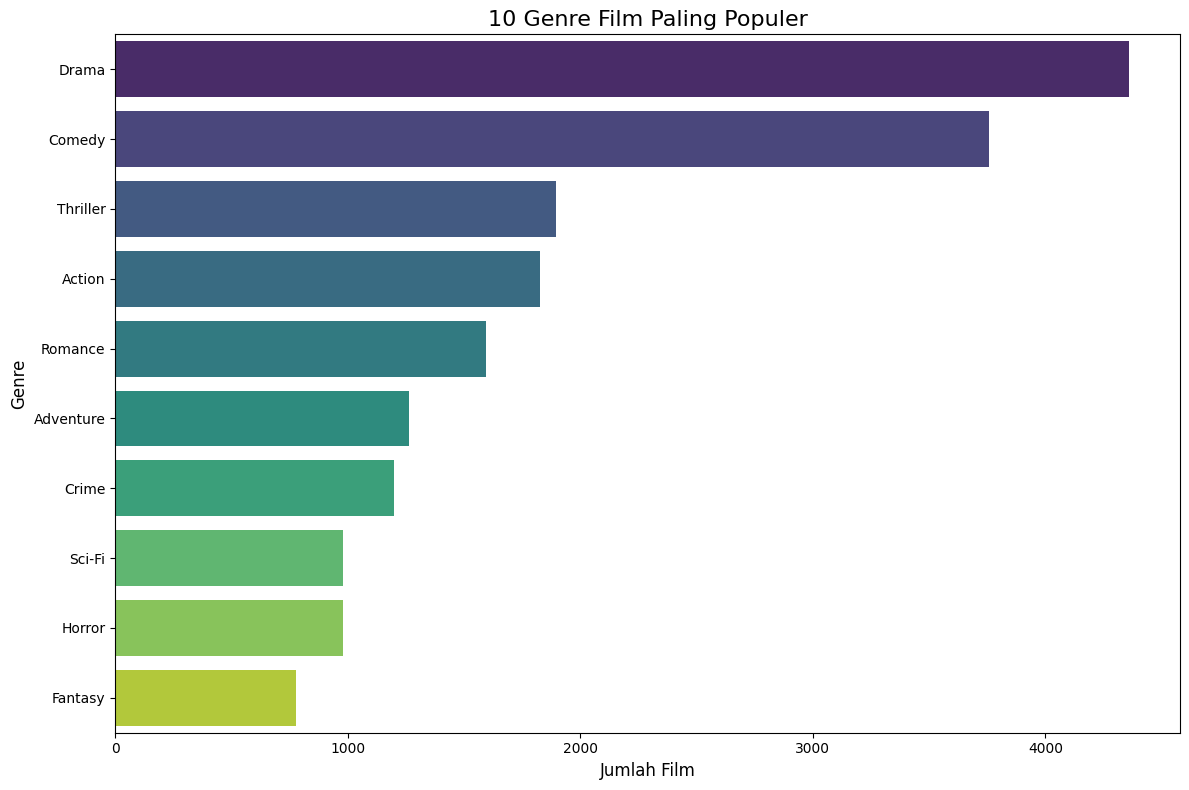 10 Genre Film Paling Populer
Genre
Drama
Comedy
Thriller
Action
Romance
Adventure
Crime
Sci-Fi
Horror
Fantasy
0 1000 2000 3000 4000
Jumlah Film